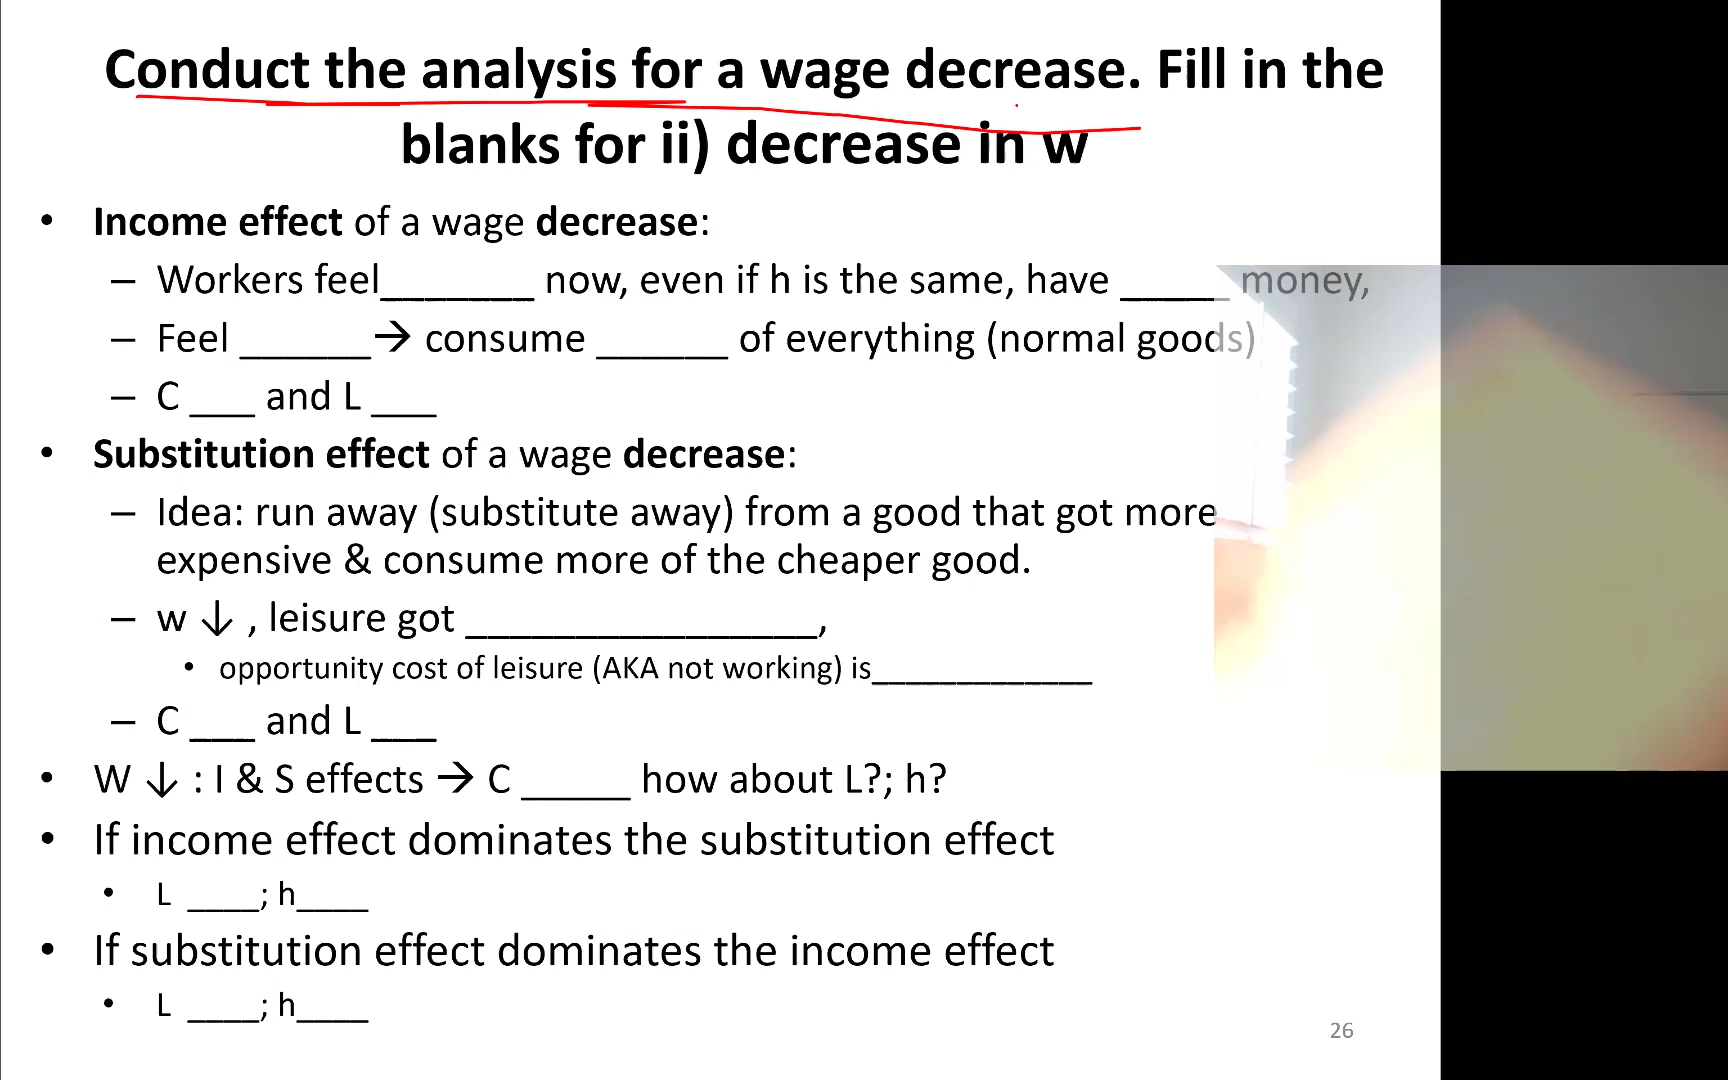 Conduct the analysis for a wage decrease. Fill in the
blanks for ii) decrease in w
• Income effect of a wage decrease:
– Workers feel_______ now, even if h is the same, have _____ money,
– Feel ______→ consume ______ of everything (normal goods)
– C ___ and L ___
• Substitution effect of a wage decrease:
– Idea: run away (substitute away) from a good that got more
expensive & consume more of the cheaper good.
– w ↓ , leisure got ________________,
• opportunity cost of leisure (AKA not working) is_____________
– C ___ and L ___
• W ↓ : I & S effects → C _____ how about L?; h?
• If income effect dominates the substitution effect
• L ____; h____
• If substitution effect dominates the income effect
• L ____; h____
26